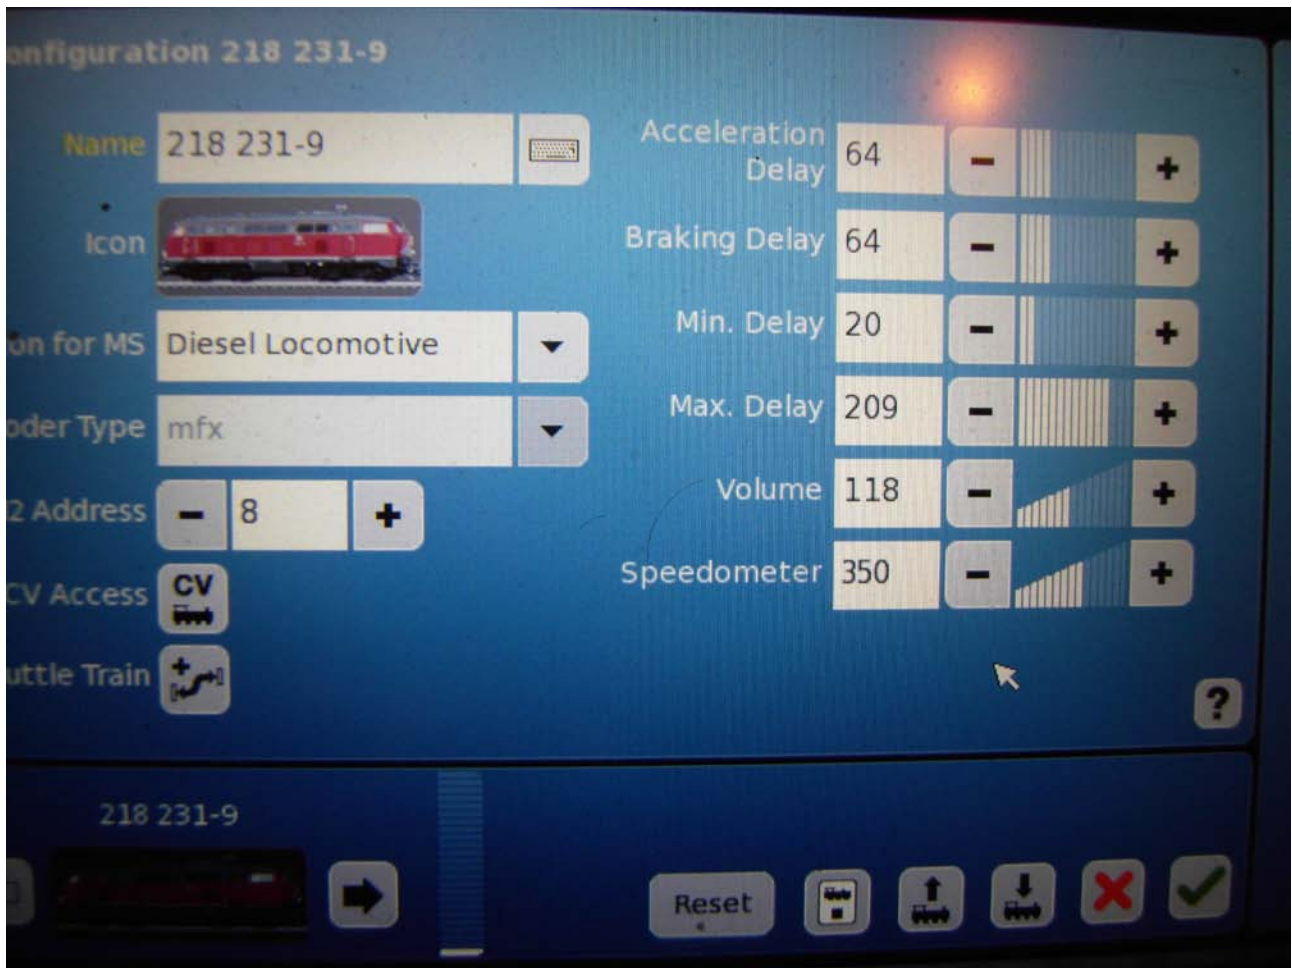 onfiguration 218 231-9
Name 218 231-9
Icon
on for MS Diesel Locomotive
oder Type mfx
2 Address - 8 +
CV Access CV
uttle Train
Acceleration
Delay 64 - +
Braking Delay 64 - +
Min. Delay 20 - +
Max. Delay 209 - +
Volume 118 - +
Speedometer 350 - +
?
218 231-9
Reset